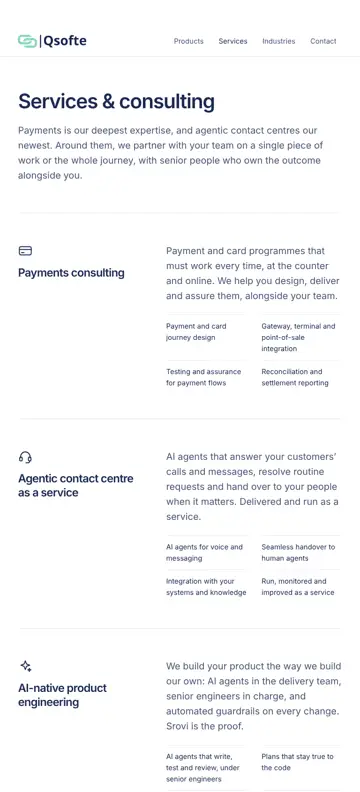 Qsofte
Products Services Industries Contact
Services & consulting
Payments is our deepest expertise, and agentic contact centres our
newest. Around them, we partner with your team on a single piece of
work or the whole journey, with senior people who own the outcome
alongside you.
Payments consulting
Payment and card programmes that
must work every time, at the counter
and online. We help you design, deliver
and assure them, alongside your team.
Payment and card
journey design
Gateway, terminal and
point-of-sale
integration
Testing and assurance
for payment flows
Reconciliation and
settlement reporting
Agentic contact centre
as a service
AI agents that answer your customers'
calls and messages, resolve routine
requests and hand over to your people
when it matters. Delivered and run as a
service.
AI agents for voice and
messaging
Seamless handover to
human agents
Integration with your
systems and knowledge
Run, monitored and
improved as a service
AI-native product
engineering
We build your product the way we build
our own: AI agents in the delivery team,
senior engineers in charge, and
automated guardrails on every change.
Srovi is the proof.
AI agents that write,
test and review, under
senior engineers
Plans that stay true to
the code